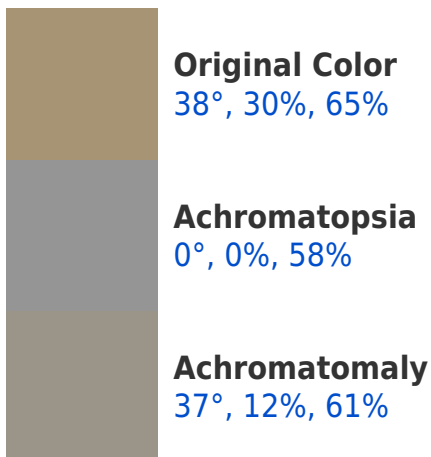 Original Color
38°, 30%, 65%
Achromatopsia
0°, 0%, 58%
Achromatomaly
37°, 12%, 61%